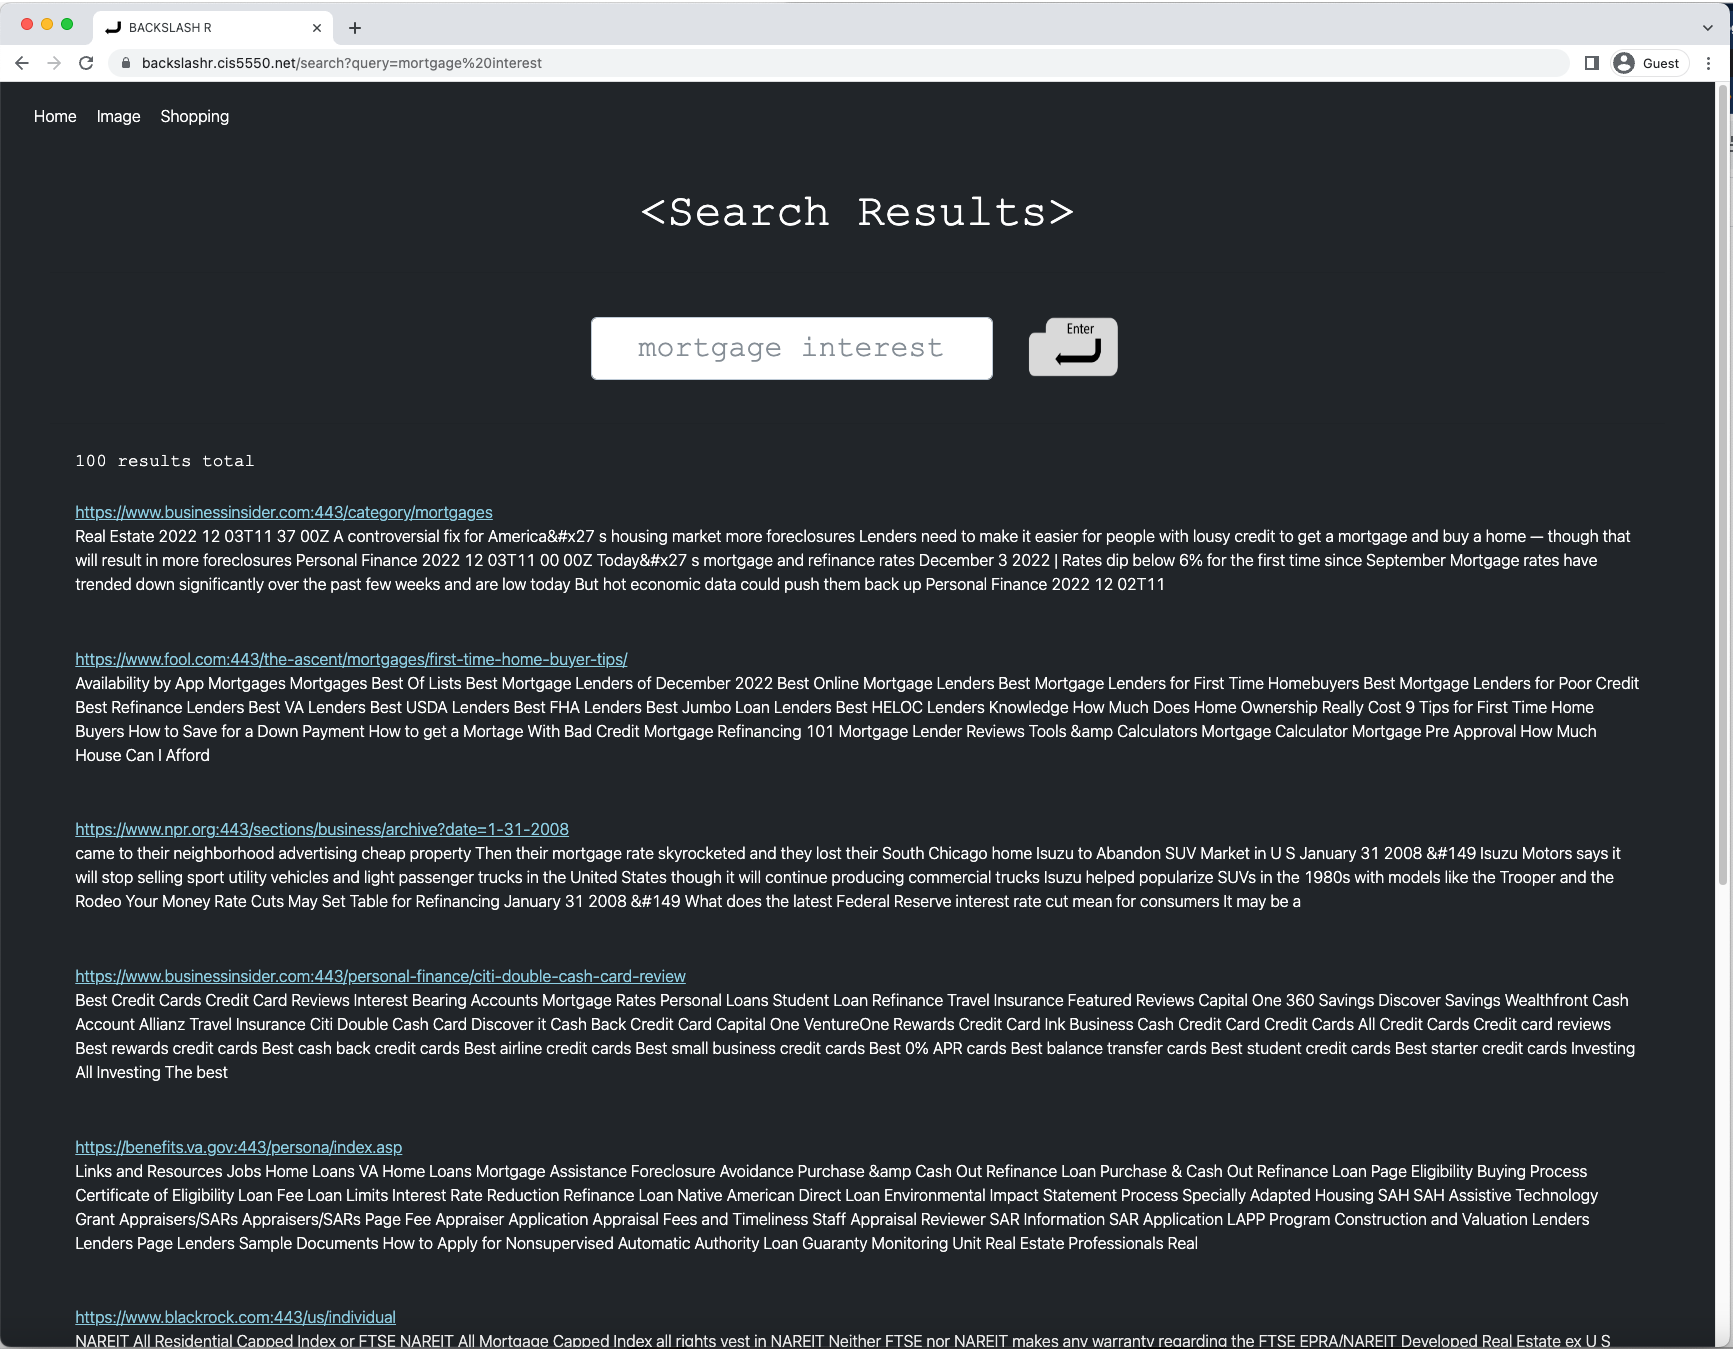 BACKSLASH R
backslashr.cis5550.net/search?query=mortgage%20interest
Guest
Home Image Shopping
<Search Results>
mortgage interest
Enter
100 results total
https://www.businessinsider.com:443/category/mortgages
Real Estate 2022 12 03T11 37 00Z A controversial fix for America&#x27 s housing market more foreclosures Lenders need to make it easier for people with lousy credit to get a mortgage and buy a home — though that
will result in more foreclosures Personal Finance 2022 12 03T11 00 00Z Today&#x27 s mortgage and refinance rates December 3 2022 | Rates dip below 6% for the first time since September Mortgage rates have
trended down significantly over the past few weeks and are low today But hot economic data could push them back up Personal Finance 2022 12 02T11
https://www.fool.com:443/the-ascent/mortgages/first-time-home-buyer-tips/
Availability by App Mortgages Mortgages Best Of Lists Best Mortgage Lenders of December 2022 Best Online Mortgage Lenders Best Mortgage Lenders for First Time Homebuyers Best Mortgage Lenders for Poor Credit
Best Refinance Lenders Best VA Lenders Best USDA Lenders Best FHA Lenders Best Jumbo Loan Lenders Best HELOC Lenders Knowledge How Much Does Home Ownership Really Cost 9 Tips for First Time Home
Buyers How to Save for a Down Payment How to get a Mortage With Bad Credit Mortgage Refinancing 101 Mortgage Lender Reviews Tools &amp Calculators Mortgage Calculator Mortgage Pre Approval How Much
House Can I Afford
https://www.npr.org:443/sections/business/archive?date=1-31-2008
came to their neighborhood advertising cheap property Then their mortgage rate skyrocketed and they lost their South Chicago home Isuzu to Abandon SUV Market in U S January 31 2008 &#149 Isuzu Motors says it
will stop selling sport utility vehicles and light passenger trucks in the United States though it will continue producing commercial trucks Isuzu helped popularize SUVs in the 1980s with models like the Trooper and the
Rodeo Your Money Rate Cuts May Set Table for Refinancing January 31 2008 &#149 What does the latest Federal Reserve interest rate cut mean for consumers It may be a
https://www.businessinsider.com:443/personal-finance/citi-double-cash-card-review
Best Credit Cards Credit Card Reviews Interest Bearing Accounts Mortgage Rates Personal Loans Student Loan Refinance Travel Insurance Featured Reviews Capital One 360 Savings Discover Savings Wealthfront Cash
Account Allianz Travel Insurance Citi Double Cash Card Discover it Cash Back Credit Card Capital One VentureOne Rewards Credit Card Ink Business Cash Credit Card Credit Cards All Credit Cards Credit card reviews
Best rewards credit cards Best cash back credit cards Best airline credit cards Best small business credit cards Best 0% APR cards Best balance transfer cards Best student credit cards Best starter credit cards Investing
All Investing The best
https://benefits.va.gov:443/persona/index.asp
Links and Resources Jobs Home Loans VA Home Loans Mortgage Assistance Foreclosure Avoidance Purchase &amp Cash Out Refinance Loan Purchase & Cash Out Refinance Loan Page Eligibility Buying Process
Certificate of Eligibility Loan Fee Loan Limits Interest Rate Reduction Refinance Loan Native American Direct Loan Environmental Impact Statement Process Specially Adapted Housing SAH SAH Assistive Technology
Grant Appraisers/SARs Appraisers/SARs Page Fee Appraiser Application Appraisal Fees and Timeliness Staff Appraisal Reviewer SAR Information SAR Application LAPP Program Construction and Valuation Lenders
Lenders Page Lenders Sample Documents How to Apply for Nonsupervised Automatic Authority Loan Guaranty Monitoring Unit Real Estate Professionals Real
https://www.blackrock.com:443/us/individual
NAREIT All Residential Capped Index or FTSE NAREIT All Mortgage Capped Index all rights vest in NAREIT Neither FTSE nor NAREIT makes any warranty regarding the FTSE EPRA/NAREIT Developed Real Estate ex U S